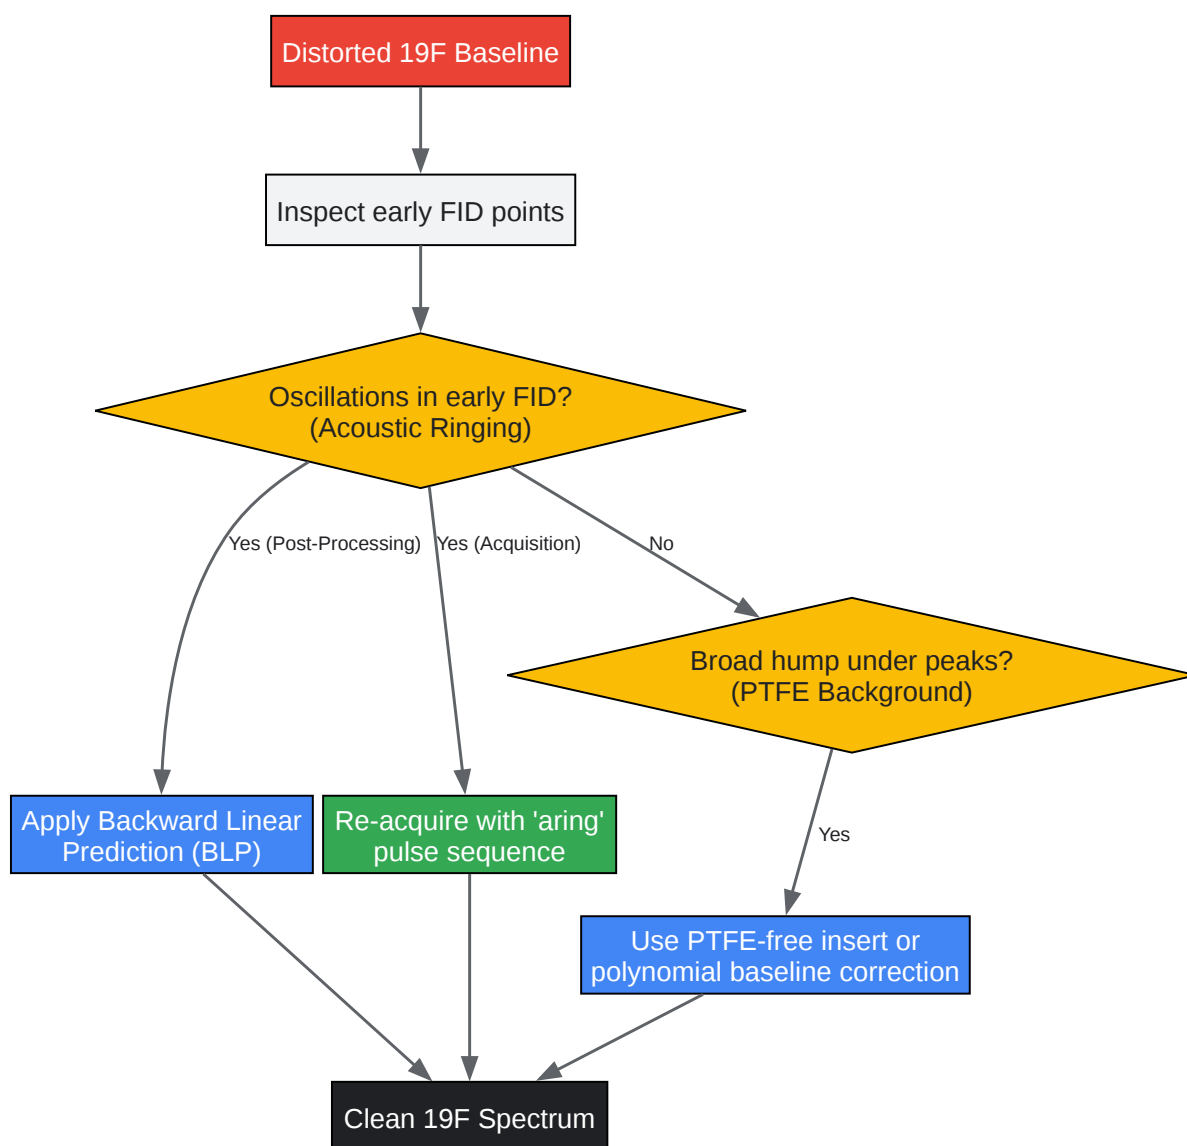 Distorted 19F Baseline
Inspect early FID points
Oscillations in early FID?
(Acoustic Ringing)
Yes (Post-Processing)
Yes (Acquisition)
No
Broad hump under peaks?
(PTFE Background)
Apply Backward Linear
Prediction (BLP)
Re-acquire with 'aring'
pulse sequence
Yes
Use PTFE-free insert or
polynomial baseline correction
Clean 19F Spectrum